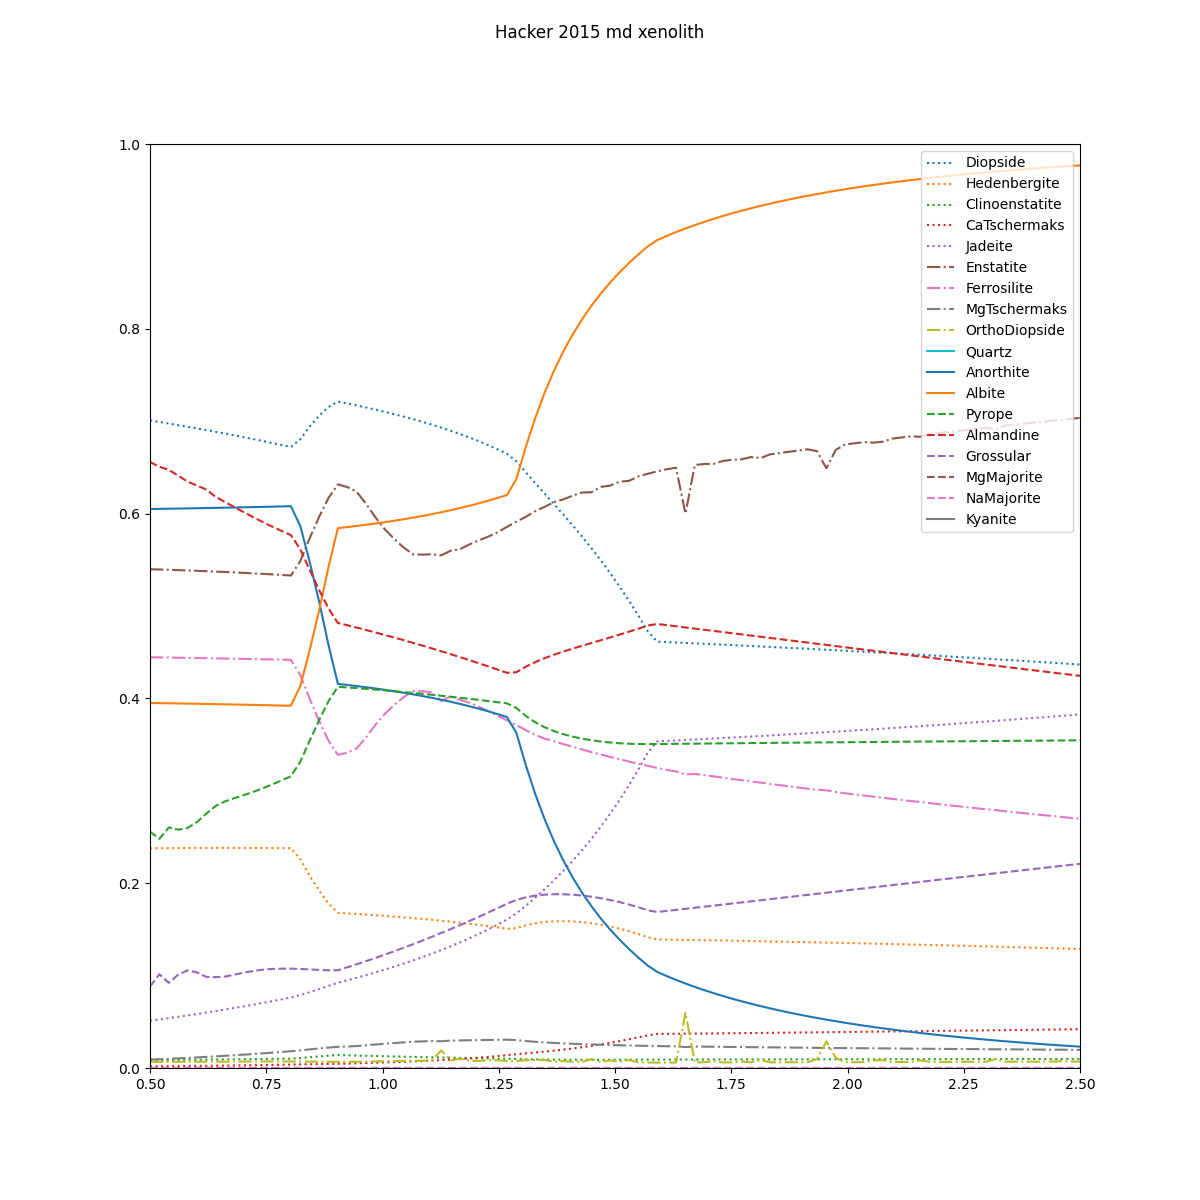 Hacker 2015 md xenolith
1.0
0.8
0.6
0.4
0.2
0.0
0.50 0.75 1.00 1.25 1.50 1.75 2.00 2.25 2.50
Diopside
Hedenbergite
Clinoenstatite
CaTschermaks
Jadeite
Enstatite
Ferrosilite
MgTschermaks
OrthoDiopside
Quartz
Anorthite
Albite
Pyrope
Almandine
Grossular
MgMajorite
NaMajorite
Kyanite